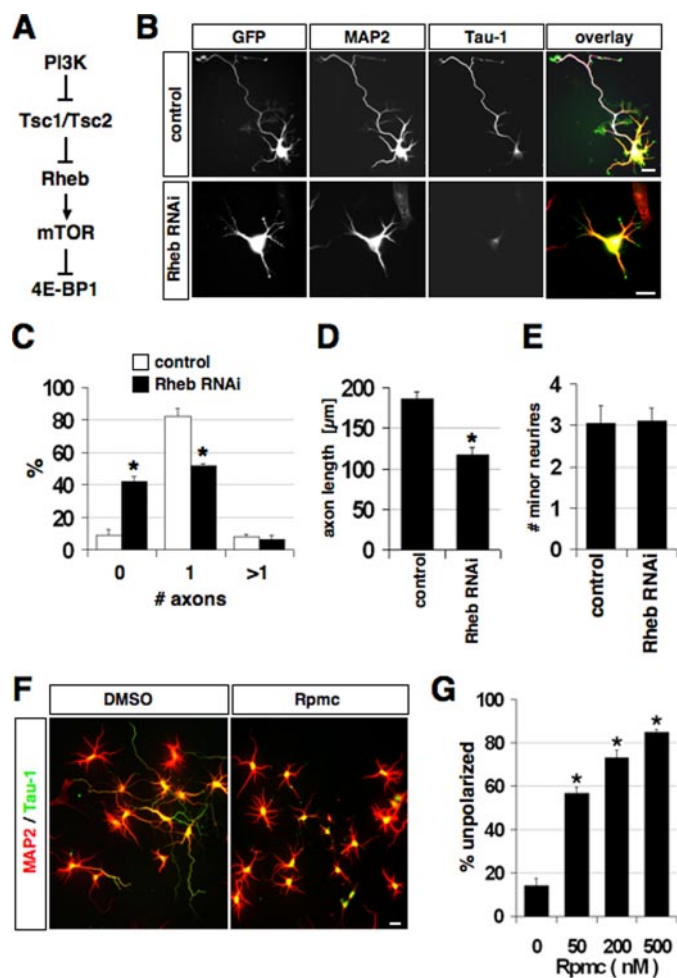 A
PI3K
Tsc1/Tsc2
Rheb
mTOR
4E-BP1
B
GFP MAP2 Tau-1 overlay
control
Rheb RNAi
C
control
Rheb RNAi
%
100
80
60
40
20
0
* *
0 1 >1
# axons
D
axon length [µm]
200
150
100
50
0
*
control Rheb RNAi
E
# minor neurires
4
3
2
1
0
control Rheb RNAi
F
DMSO Rpmc
MAP2 / Tau-1
G
% unpolarized
100
80
60
40
20
0
* * *
0 50 200 500
Rpmc ( nM )